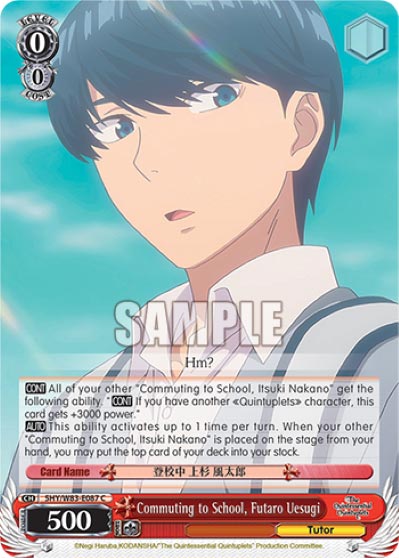 LEVEL
0
0
COST
SAMPLE
Hm?
CONT All of your other "Commuting to School, Itsuki Nakano" get the
following ability. "CONT If you have another «Quintuplets» character, this
card gets +3000 power."
AUTO This activity activates up to 1 time per turn. When your other
"Commuting to School, Itsuki Nakano" is placed on the stage from your
hand, you may put the top card of your deck into your stock.
Card Name
登校中 上杉 風太郎
CH
5HY/W83-E087 C
Commuting to School, Futaro Uesugi
The Quintessential Quintuplets
500
Tutor
©Negi Haruba,KODANSHA/"The Quintessential Quintuplets" Production Committee